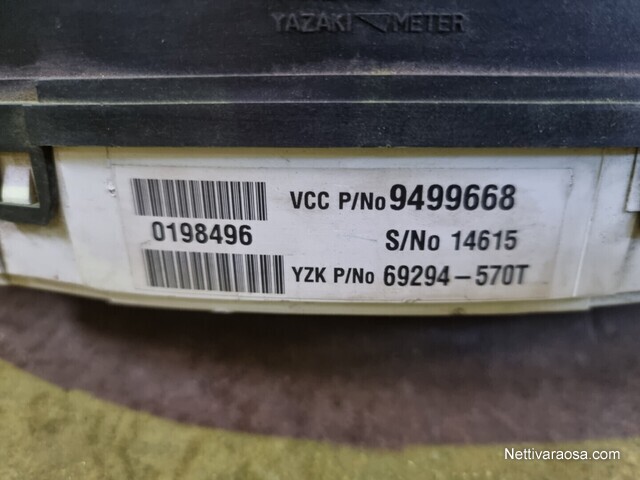 YAZAKI METER
VCC P/No 9499668
0198496
S/No 14615
YZK P/No 69294-570T
Nettivaraosa.com